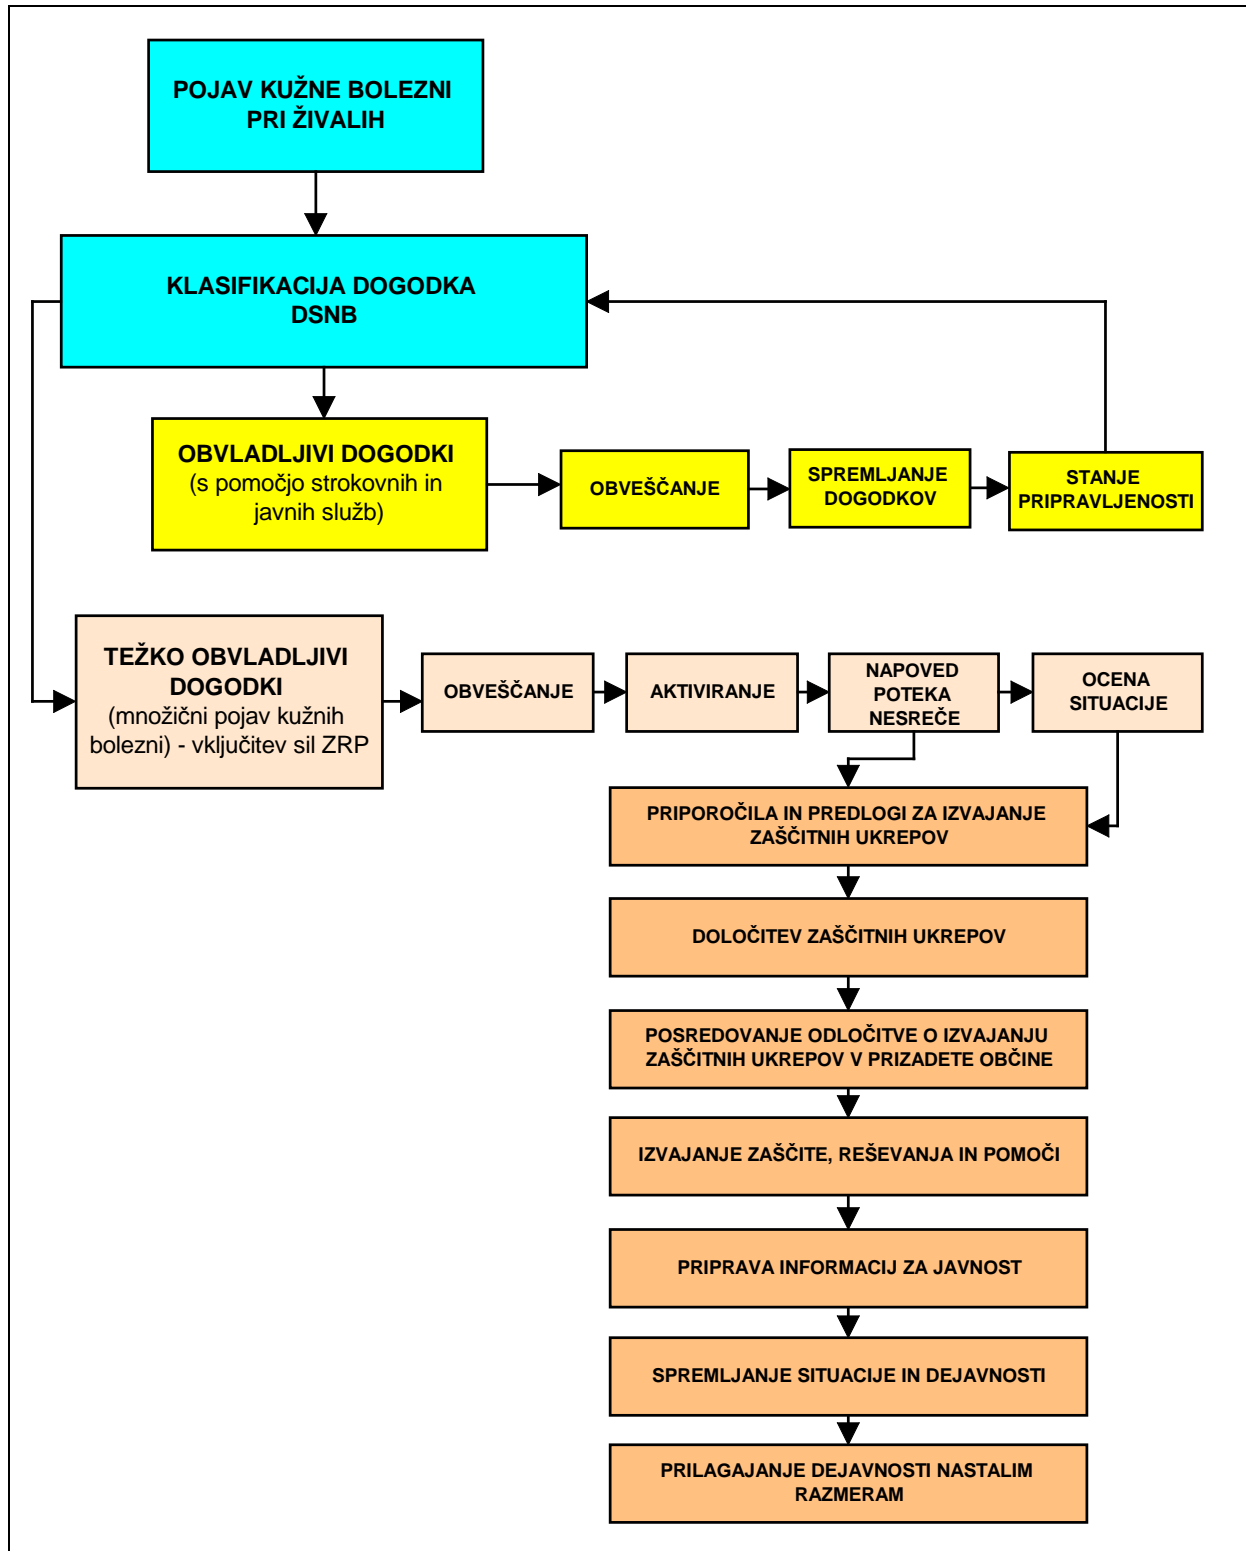 POJAV KUŽNE BOLEZNI
PRI ŽIVALIH
KLASIFIKACIJA DOGODKA
DSNB
OBVLADLJIVI DOGODKI
(s pomočjo strokovnih in
javnih služb)
OBVEŠČANJE
SPREMLJANJE
DOGODKOV
STANJE
PRIPRAVLJENOSTI
TEŽKO OBVLADLJIVI
DOGODKI
(množični pojav kužnih
bolezni) - vključitev sil ZRP
OBVEŠČANJE
AKTIVIRANJE
NAPOVED
POTEKA
NESREČE
OCENA
SITUACIJE
PRIPOROČILA IN PREDLOGI ZA IZVAJANJE
ZAŠČITNIH UKREPOV
DOLOČITEV ZAŠČITNIH UKREPOV
POSREDOVANJE ODLOČITVE O IZVAJANJU
ZAŠČITNIH UKREPOV V PRIZADETE OBČINE
IZVAJANJE ZAŠČITE, REŠEVANJA IN POMOČI
PRIPRAVA INFORMACIJ ZA JAVNOST
SPREMLJANJE SITUACIJE IN DEJAVNOSTI
PRILAGAJANJE DEJAVNOSTI NASTALIM
RAZMERAM